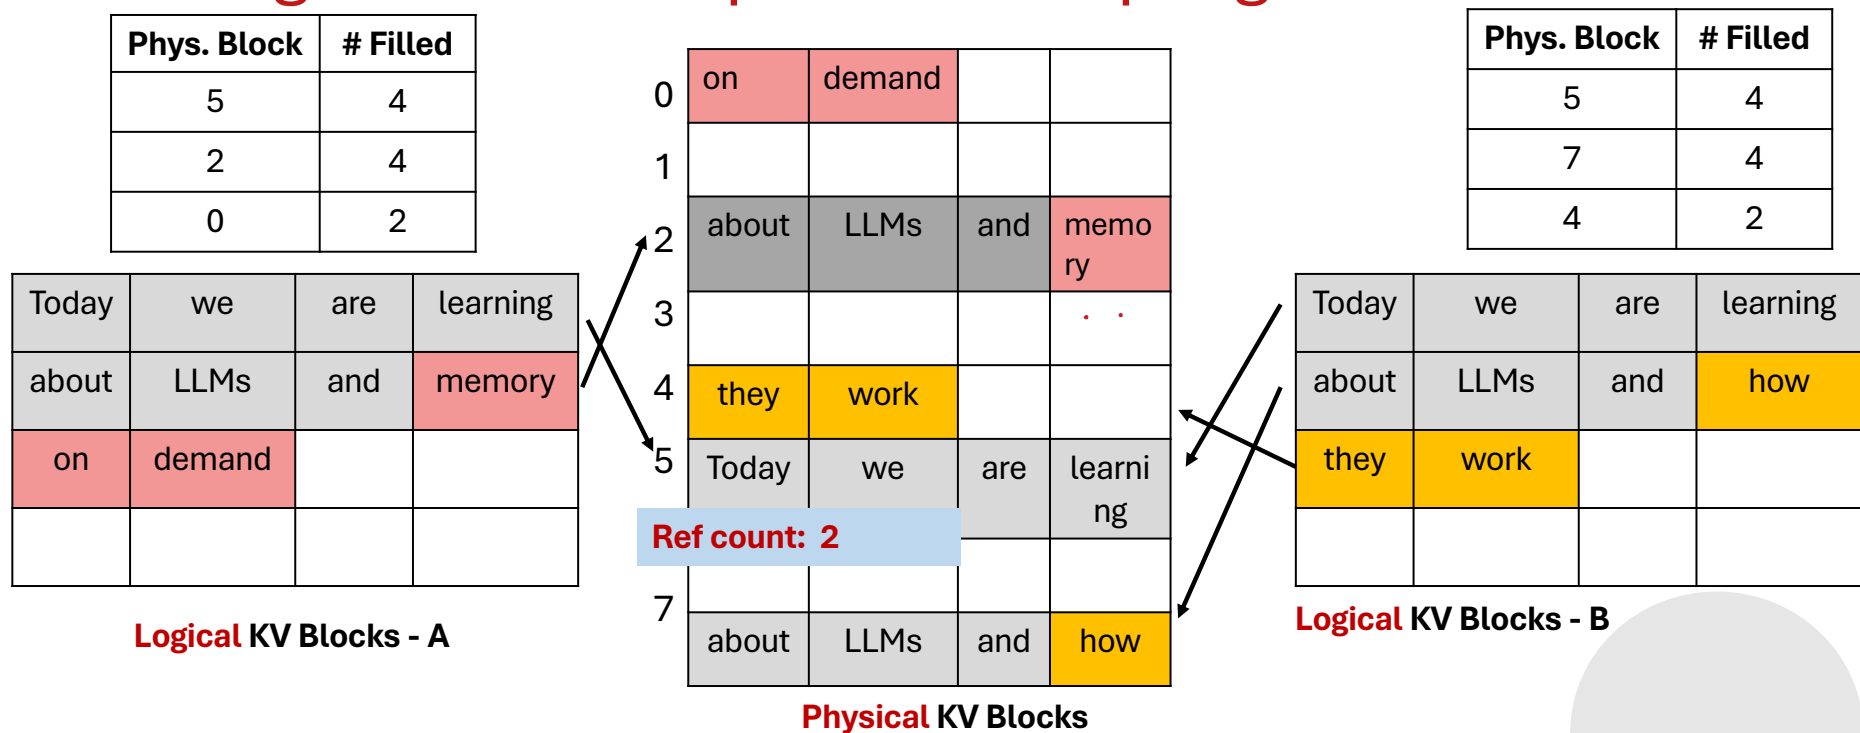 Phys. Block # Filled
5 4
2 4
0 2
Today we are learning
about LLMs and memory
on demand
Logical KV Blocks - A
0 on demand
1
2 about LLMs and memo
ry
3
4 they work
5 Today we are learni
ng
Ref count: 2
7 about LLMs and how
Physical KV Blocks
Phys. Block # Filled
5 4
7 4
4 2
Today we are learning
about LLMs and how
they work
Logical KV Blocks - B